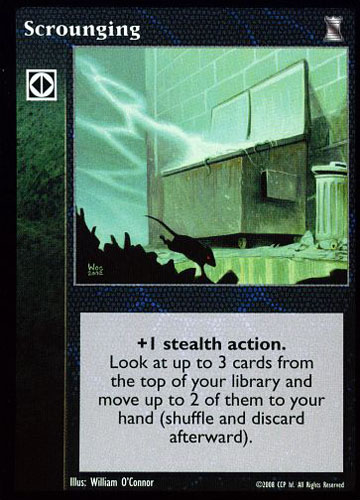 Scrounging
WOC
2002
+1 stealth action.
Look at up to 3 cards from
the top of your library and
move up to 2 of them to your
hand (shuffle and discard
afterward).
Illus: William O'Connor
©2008 CCP hf. All Rights Reserved